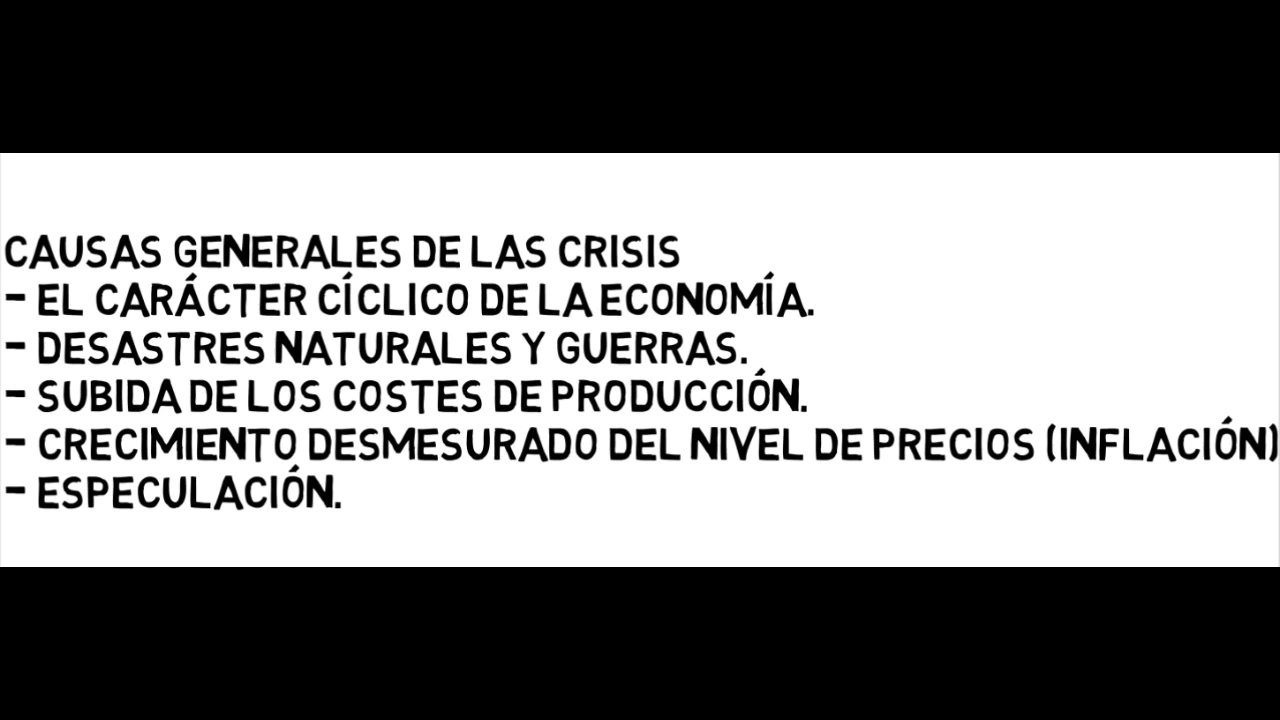 CAUSAS GENERALES DE LAS CRISIS
- EL CARÁCTER CÍCLICO DE LA ECONOMÍA.
- DESASTRES NATURALES Y GUERRAS.
- SUBIDA DE LOS COSTES DE PRODUCCIÓN.
- CRECIMIENTO DESMESURADO DEL NIVEL DE PRECIOS (INFLACIÓN)
- ESPECULACIÓN.